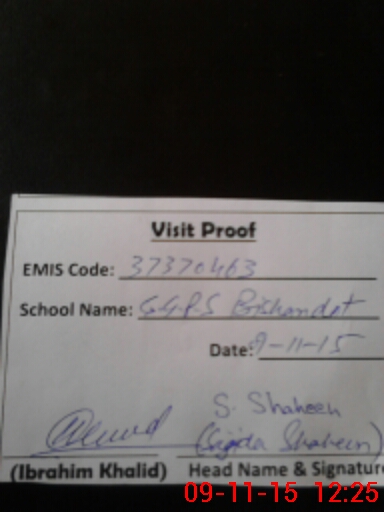 Visit Proof
EMIS Code: 37370463
School Name: G.G.P.S
Date: 9-11-15
S. Shaheen
(Sajida Shaheen)
(Ibrahim Khalid) Head Name & Signature
09-11-15 12:25